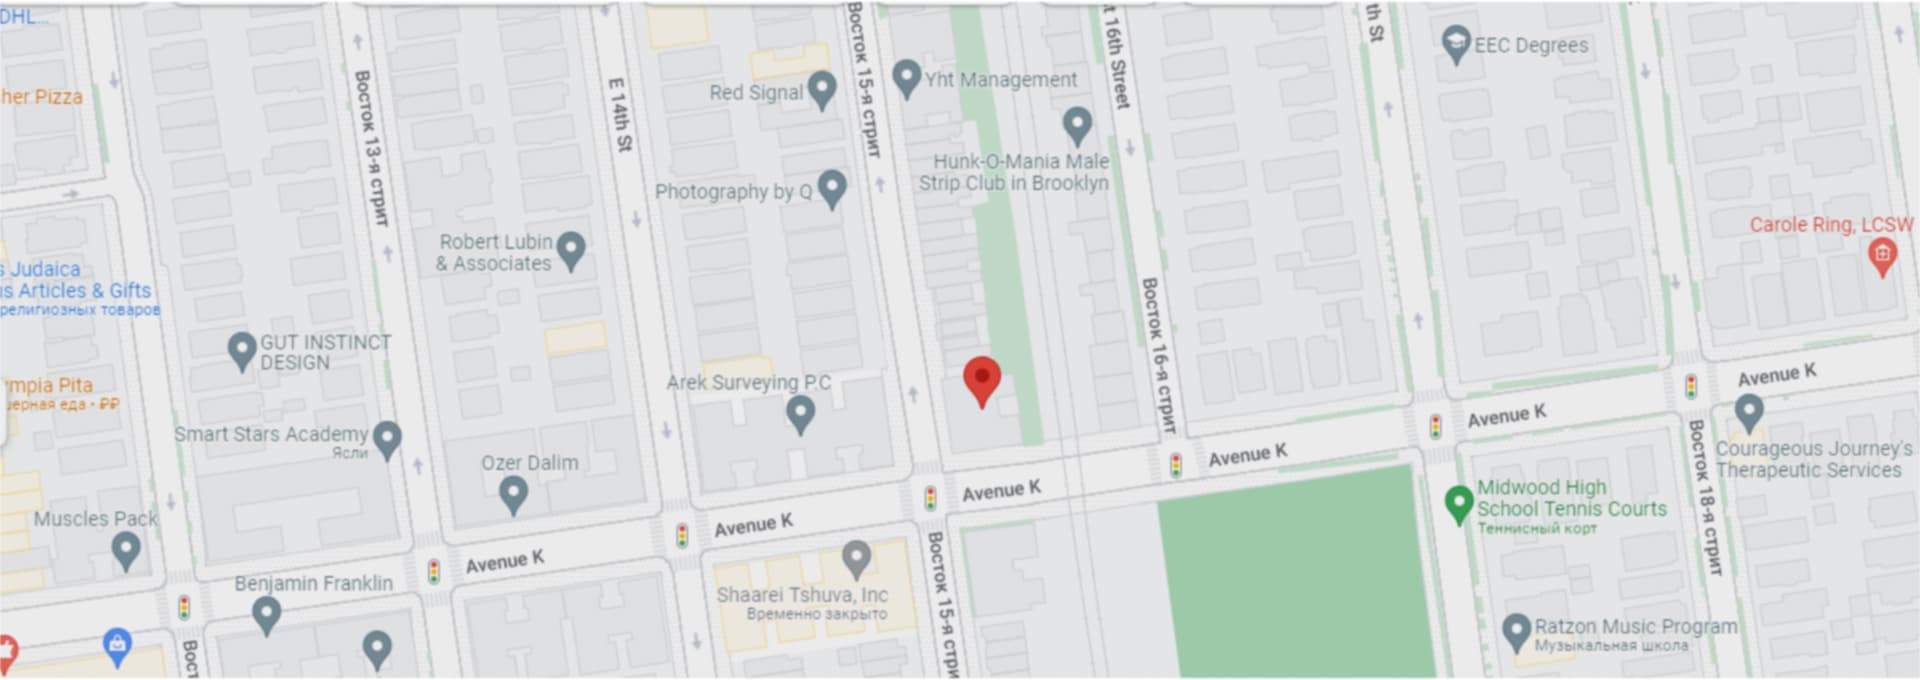 DHL...
her Pizza
s Judaica
us Articles & Gifts
религиозных товаров
GUT INSTINCT
DESIGN
Smart Stars Academy
Ясли
Muscles Pack
Benjamin Franklin
Восток 13-я стрит
E 14th St
Robert Lubin
& Associates
Ozer Dalim
Red Signal
Photography by Q
Arek Surveying P.C
Восток 15-я стрит
Yht Management
Hunk-O-Mania Male
Strip Club in Brooklyn
t 16th Street
Восток 16-я стрит
th St
EEC Degrees
Carole Ring, LCSW
Avenue K
Avenue K
Avenue K
Avenue K
Avenue K
Avenue K
Courageous Journey's
Therapeutic Services
Midwood High
School Tennis Courts
Теннисный корт
Восток 18-я стрит
Shaarei Tshuva, Inc
Временно закрыто
Восток 15-я стри
Ratzon Music Program
Музыкальная школа
mpia Pita
ерная еда - ₽₽
Вост